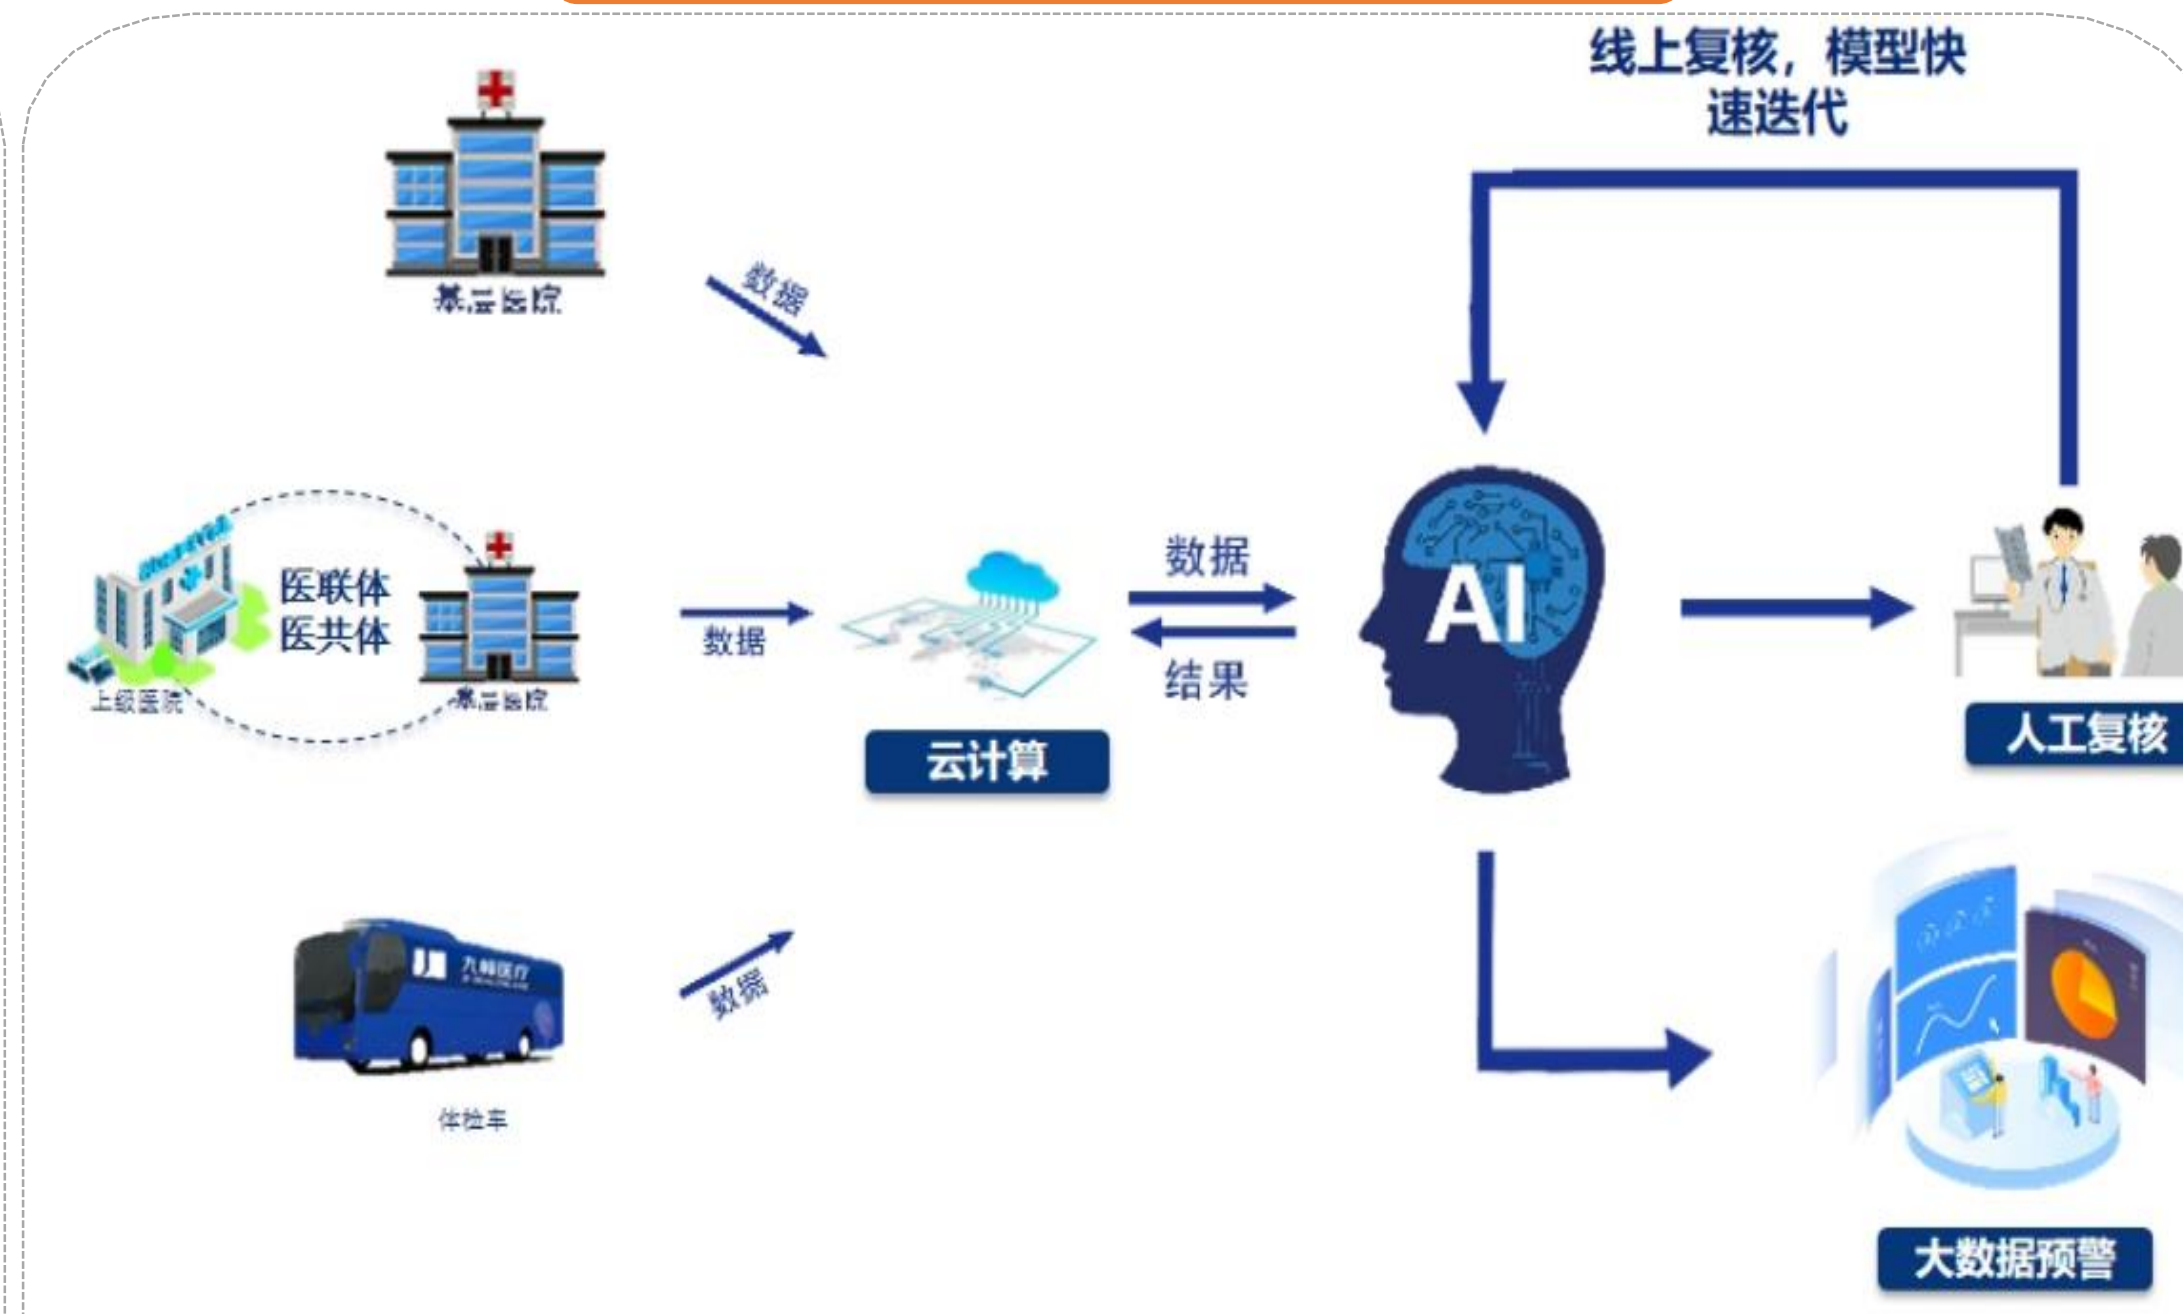 线上复核，模型快
速迭代
基层医院
数据
医联体
医共体
上级医院
基层医院
数据
云计算
数据
结果
AI
人工复核
九峰医疗
数据
体检车
大数据预警